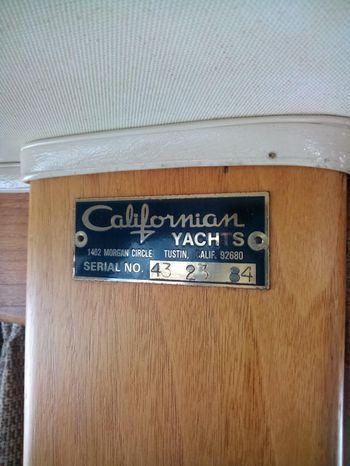 Californian
YACHTS
1402 MORGAN CIRCLE TUSTIN, CALIF. 92680
SERIAL NO. 43 23 84